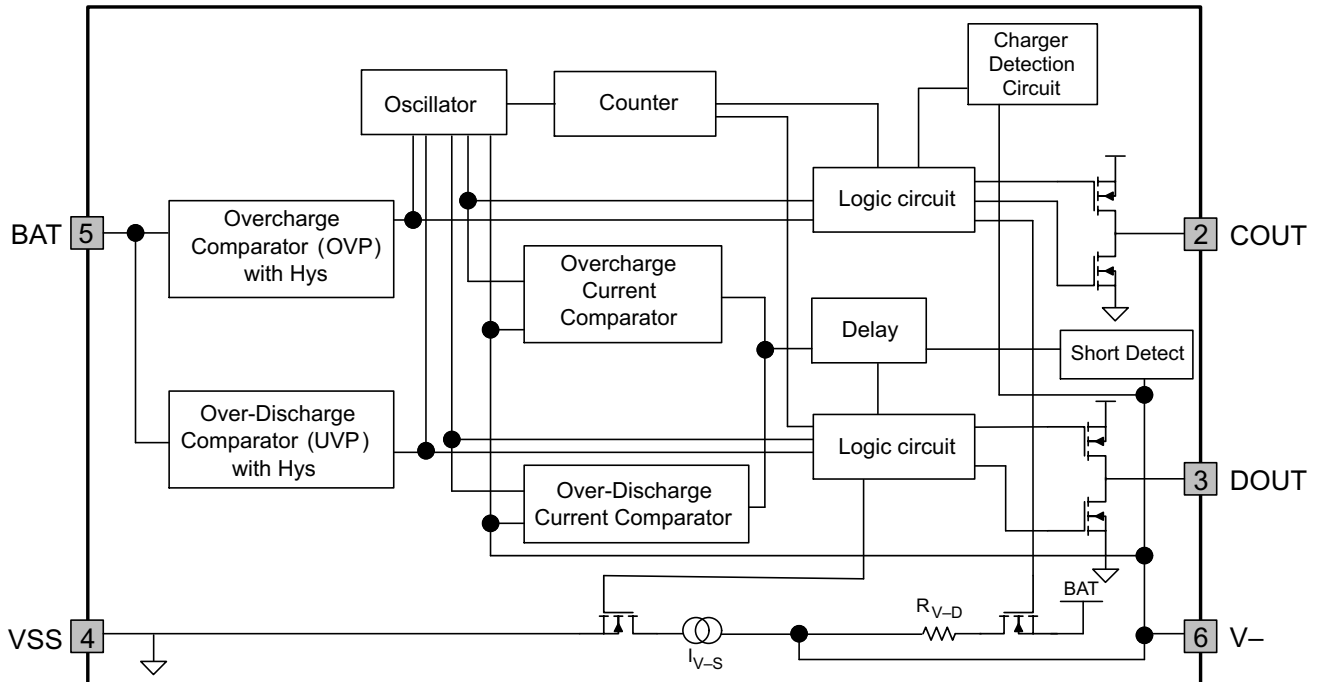 Charger
Detection
Circuit
Oscillator
Counter
Logic circuit
BAT
5
Overcharge
Comparator (OVP)
with Hys
2
COUT
Overcharge
Current
Comparator
Delay
Short Detect
Over-Discharge
Comparator (UVP)
with Hys
Logic circuit
3
DOUT
Over-Discharge
Current Comparator
BAT
RV–D
VSS
4
IV–S
6
V–